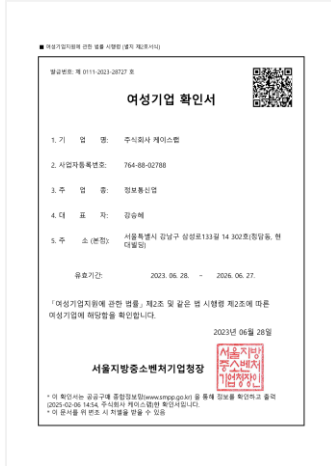 ■ 여성기업지원에 관한 법률 시행령 [별지 제2호서식]
발급번호: 제 0111-2023-28727 호
여성기업 확인서
1. 기 업 명: 주식회사 케이스랩
2. 사업자등록번호: 764-88-02788
3. 주 업 종: 정보통신업
4. 대 표 자: 강승혜
5. 주 소 (본점): 서울특별시 강남구 삼성로133길 14 302호(청담동, 현
대빌딩)
유효기간: 2023. 06. 28. ~ 2026. 06. 27.
「여성기업지원에 관한 법률」제2조 및 같은 법 시행령 제2조에 따른
여성기업에 해당함을 확인합니다.
2023년 06월 28일
서울지방중소벤처기업청장
서울지방
중소벤처
기업청장인
* 이 확인서는 공공구매 종합정보망(www.smpp.go.kr) 을 통해 정보를 확인하고 출력
(2025-02-06 14:54, 주식회사 케이스랩)한 확인서입니다.
* 이 문서를 위 변조 시 처벌을 받을 수 있음